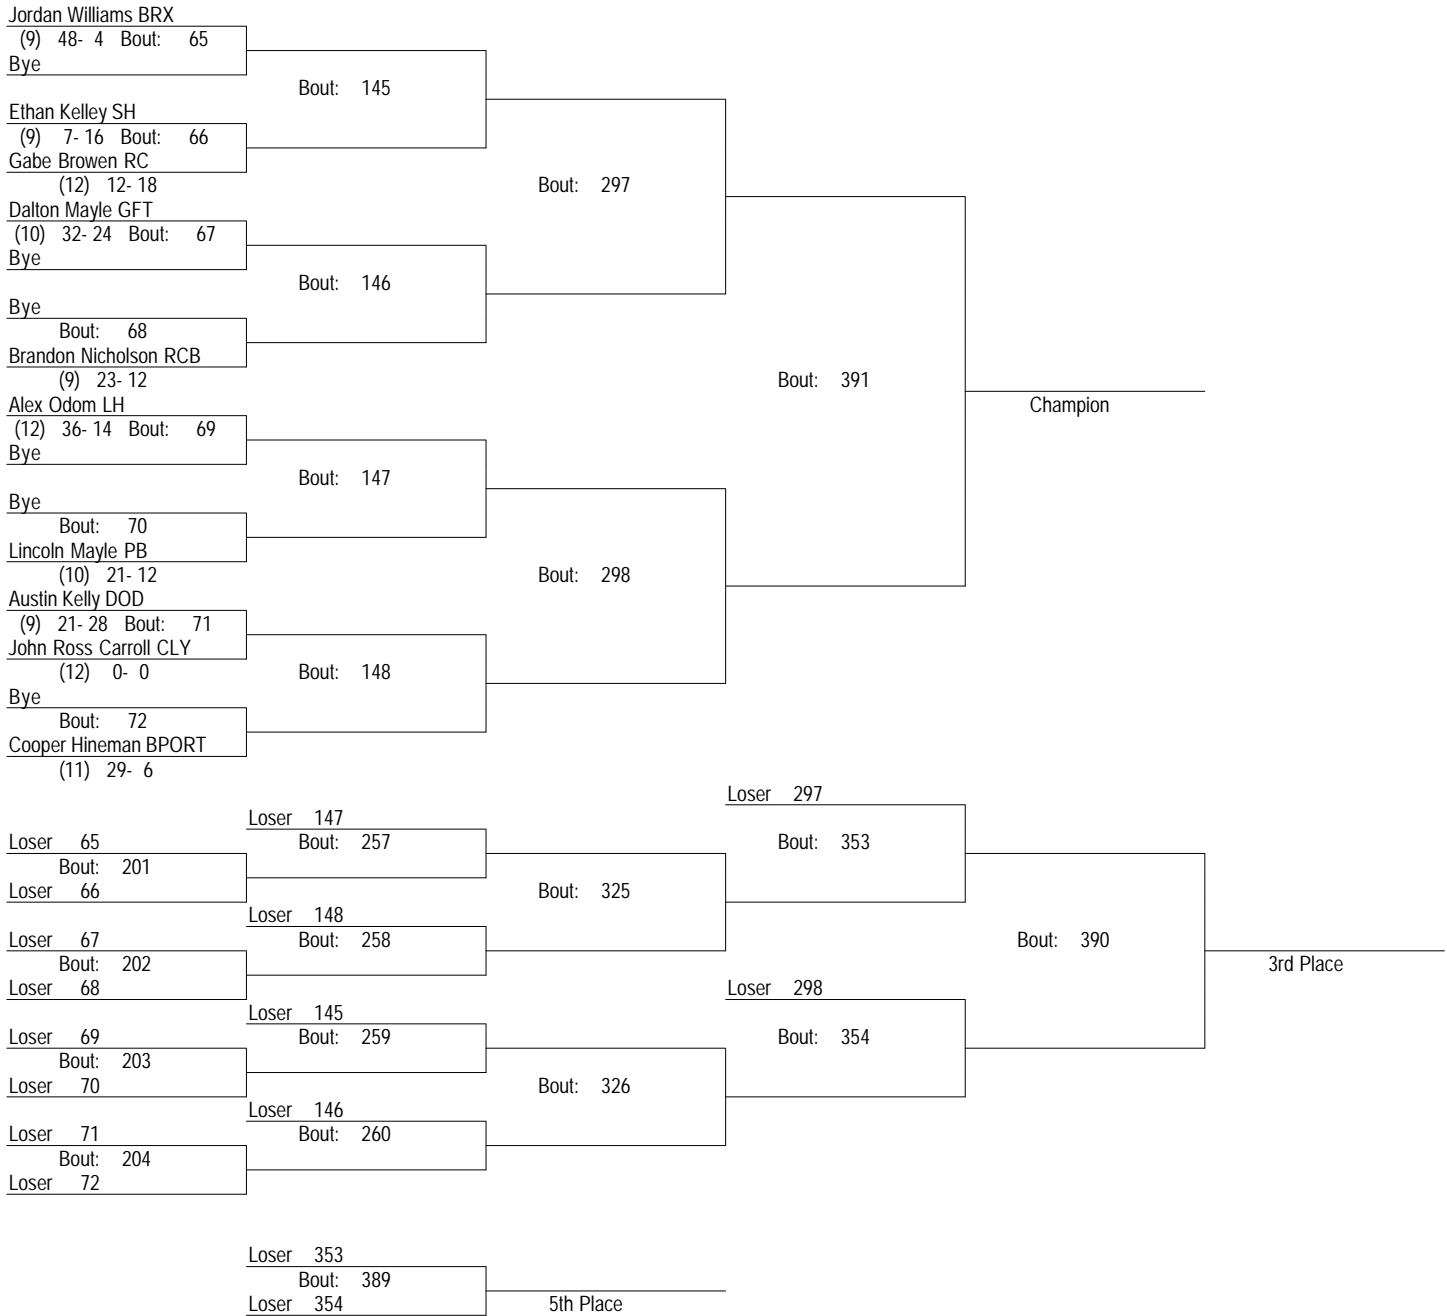 Jordan Williams BRX
(9) 48- 4 Bout: 65
Bye
Bout: 145
Ethan Kelley SH
(9) 7- 16 Bout: 66
Gabe Browen RC
(12) 12- 18
Bout: 297
Dalton Mayle GFT
(10) 32- 24 Bout: 67
Bye
Bout: 146
Bye
Bout: 68
Brandon Nicholson RCB
(9) 23- 12
Bout: 391
Champion
Alex Odom LH
(12) 36- 14 Bout: 69
Bye
Bout: 147
Bye
Bout: 70
Lincoln Mayle PB
(10) 21- 12
Bout: 298
Austin Kelly DOD
(9) 21- 28 Bout: 71
John Ross Carroll CLY
(12) 0- 0
Bout: 148
Bye
Bout: 72
Cooper Hineman BPORT
(11) 29- 6
Loser 297
Loser 147
Loser 65
Bout: 257
Bout: 353
Bout: 201
Loser 66
Bout: 325
Loser 148
Loser 67
Bout: 258
Bout: 390
Bout: 202
3rd Place
Loser 68
Loser 298
Loser 145
Loser 69
Bout: 259
Bout: 354
Bout: 203
Loser 70
Bout: 326
Loser 146
Loser 71
Bout: 260
Bout: 204
Loser 72
Loser 353
Bout: 389
Loser 354
5th Place